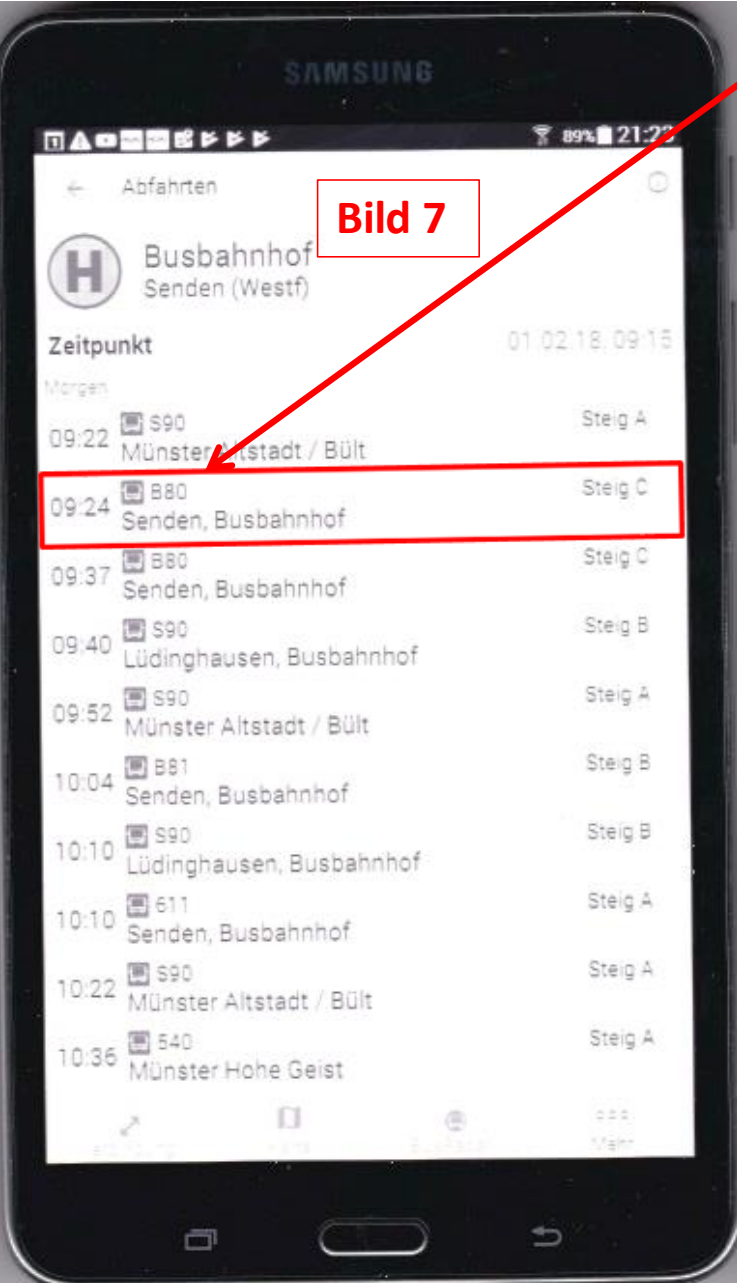 SAMSUNG
89% 21:23
Abfahrten
Bild 7
Busbahnhof
Senden (Westf)
Zeitpunkt 01.02.18, 09:15
Morgen
09:22 S90 Steig A
Münster Altstadt / Bült
09:24 B80 Steig C
Senden, Busbahnhof
09:37 B80 Steig C
Senden, Busbahnhof
09:40 S90 Steig B
Lüdinghausen, Busbahnhof
09:52 S90 Steig A
Münster Altstadt / Bült
10:04 B81 Steig B
Senden, Busbahnhof
10:10 S90 Steig B
Lüdinghausen, Busbahnhof
10:10 611 Steig A
Senden, Busbahnhof
10:22 S90 Steig A
Münster Altstadt / Bült
10:36 540 Steig A
Münster Hohe Geist
Mehr